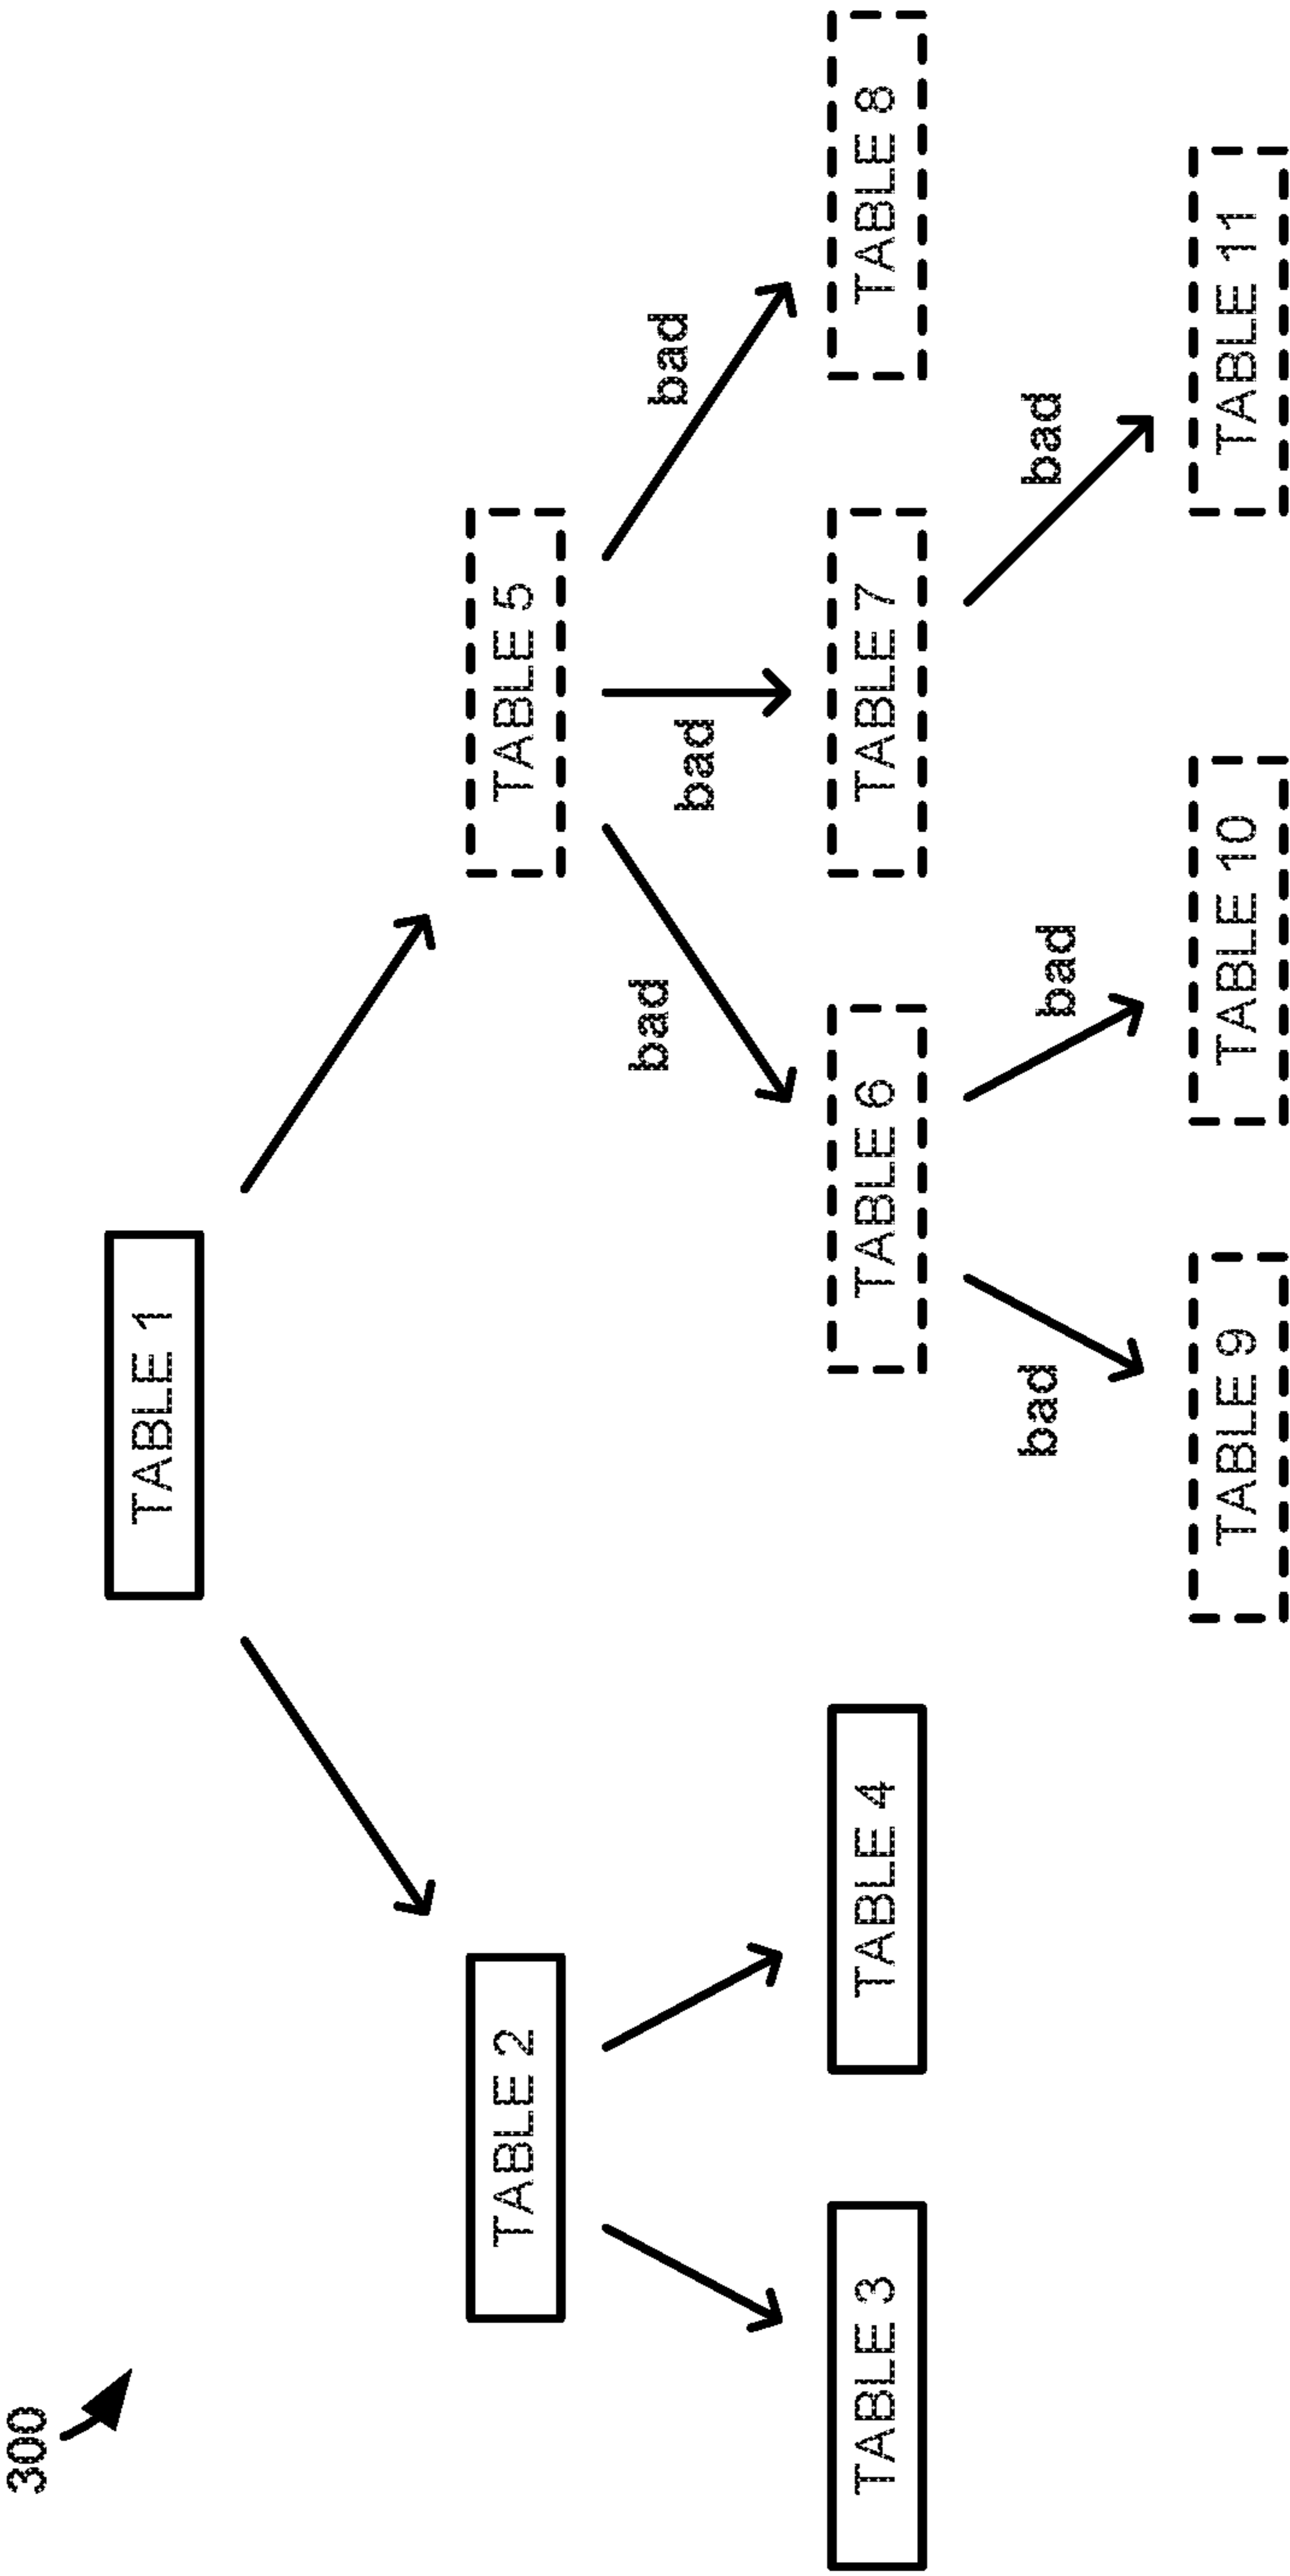 300
TABLE 1
TABLE 2
TABLE 5
bad
bad
bad
TABLE 3
TABLE 4
TABLE 6
TABLE 7
TABLE 8
bad
bad
bad
TABLE 9
TABLE 10
TABLE 11